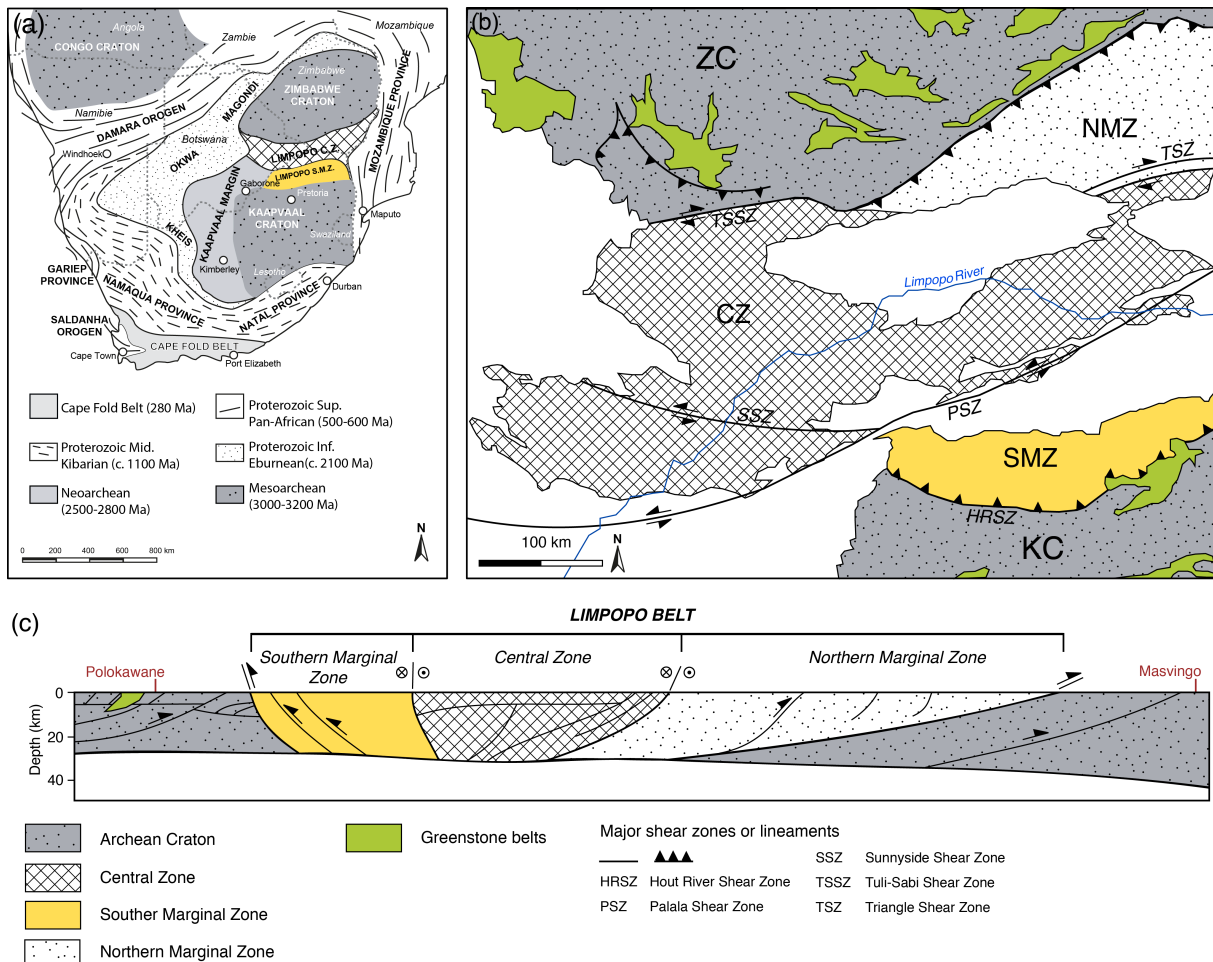 (a)
Angola
CONGO CRATON
Zambie
Mozambique
Zimbabwe
ZIMBABWE
CRATON
MAGONDI
Namibie
DAMARA OROGEN
MOZAMBIQUE PROVINCE
Botswana
Windhoek
OKWA
LIMPOPO C.Z.
LIMPOPO S.M.Z.
Gaborone
Pretoria
KAAPVAAL MARGIN
KAAPVAAL
CRATON
Maputo
Swaziland
KHEIS
Kimberley
Lesotho
GARIEP
PROVINCE
NAMAQUA PROVINCE
NATAL PROVINCE
Durban
SALDANHA
OROGEN
CAPE FOLD BELT
Cape Town
Port Elizabeth
Cape Fold Belt (280 Ma)
Proterozoic Sup.
Pan-African (500-600 Ma)
Proterozoic Mid.
Kibarian (c. 1100 Ma)
Proterozoic Inf.
Eburnean(c. 2100 Ma)
Neoarchean
(2500-2800 Ma)
Mesoarchean
(3000-3200 Ma)
0 200 400 600 800 km
N
(b)
ZC
NMZ
TSZ
TSSZ
Limpopo River
CZ
SSZ
PSZ
SMZ
HRSZ
KC
100 km
N
(c)
LIMPOPO BELT
Southern Marginal
Zone
Central Zone
Northern Marginal Zone
Polokawane
Masvingo
Depth (km)
0
20
40
Archean Craton
Central Zone
Souther Marginal Zone
Northern Marginal Zone
Greenstone belts
Major shear zones or lineaments
HRSZ Hout River Shear Zone
PSZ Palala Shear Zone
SSZ Sunnyside Shear Zone
TSSZ Tuli-Sabi Shear Zone
TSZ Triangle Shear Zone